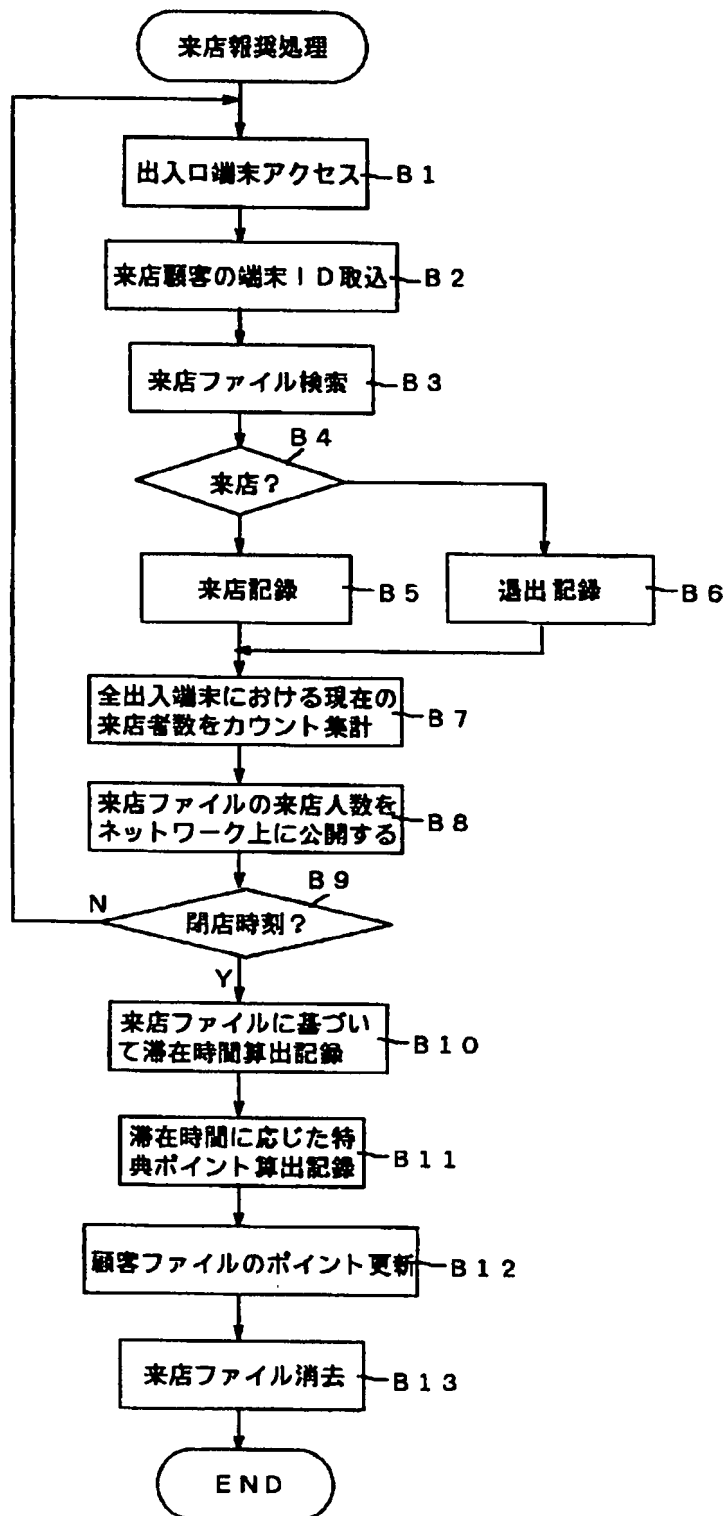 来店報奨処理
出入口端末アクセス
B1
来店顧客の端末ID取込
B2
来店ファイル検索
B3
B4
来店？
来店記録
B5
退出記録
B6
全出入端末における現在の
来店者数をカウント集計
B7
来店ファイルの来店人数を
ネットワーク上に公開する
B8
B9
N
閉店時刻？
Y
来店ファイルに基づい
て滞在時間算出記録
B10
滞在時間に応じた特
典ポイント算出記録
B11
顧客ファイルのポイント更新
B12
来店ファイル消去
B13
END